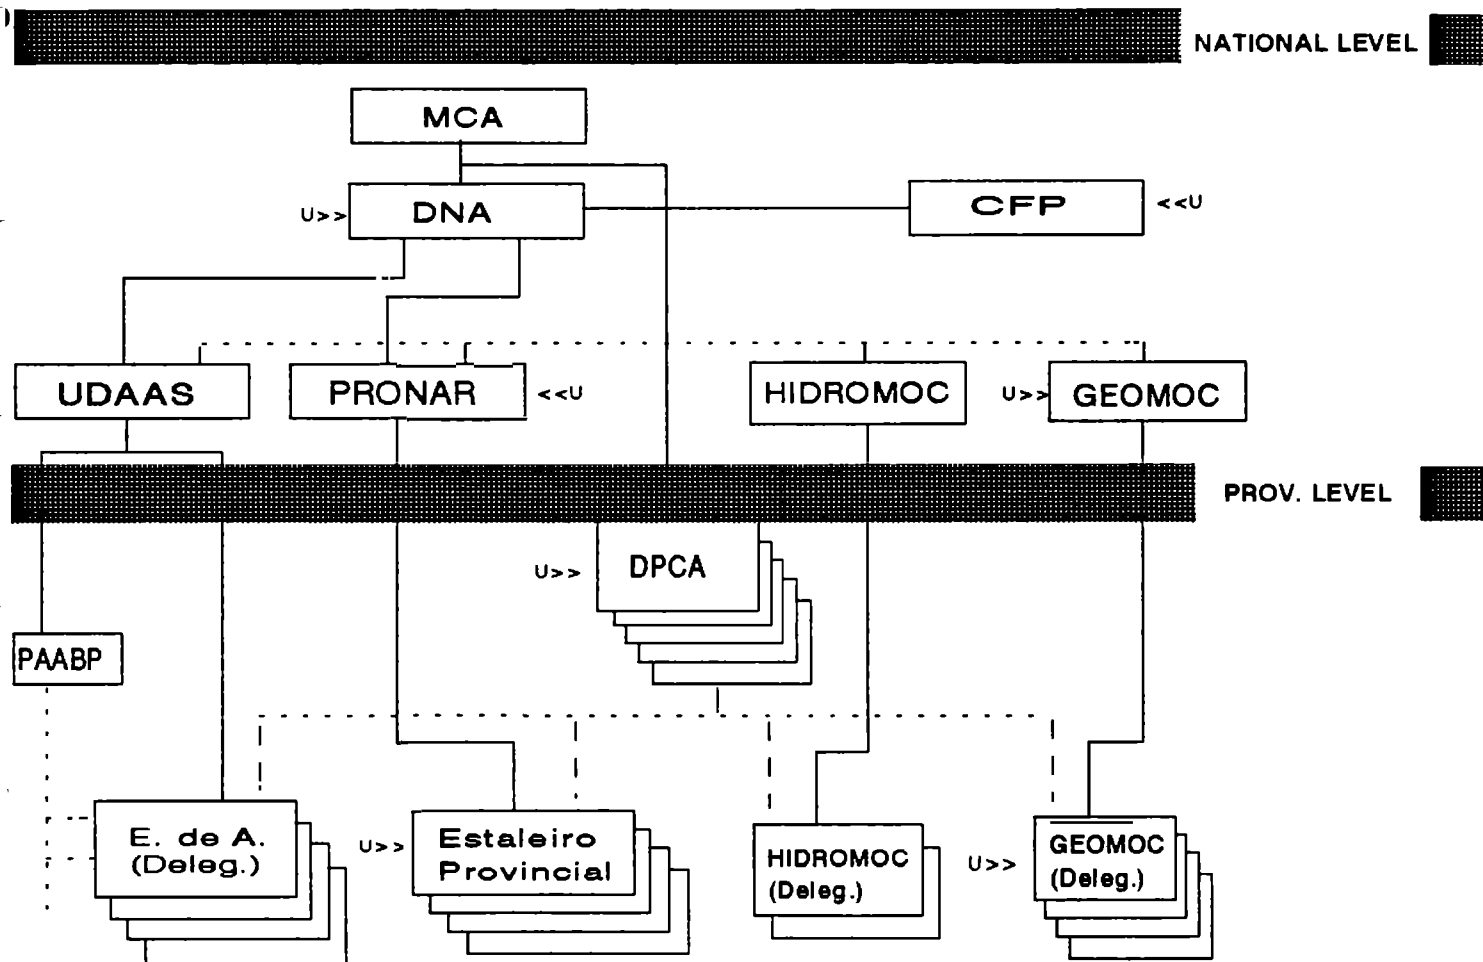 NATIONAL LEVEL
MCA
U>> DNA
CFP <<U
UDAAS
PRONAR <<U
HIDROMOC
U>> GEOMOC
PROV. LEVEL
U>> DPCA
PAABP
E. de A.
(Deleg.)
U>> Estaleiro
Provincial
HIDROMOC
(Deleg.)
U>> GEOMOC
(Deleg.)